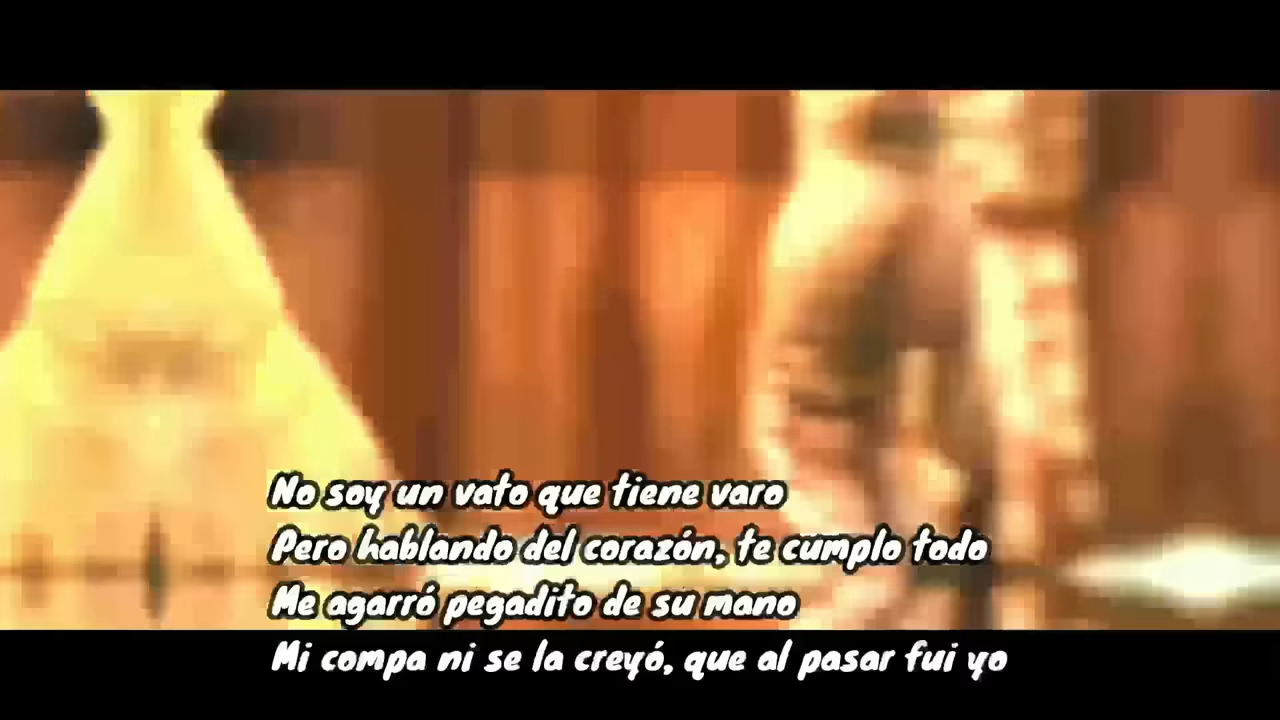 No soy un vato que tiene varo
Pero hablando del corazón, te cumplo todo
Me agarró pegadito de su mano
Mi compa ni se la creyó, que al pasar fui yo